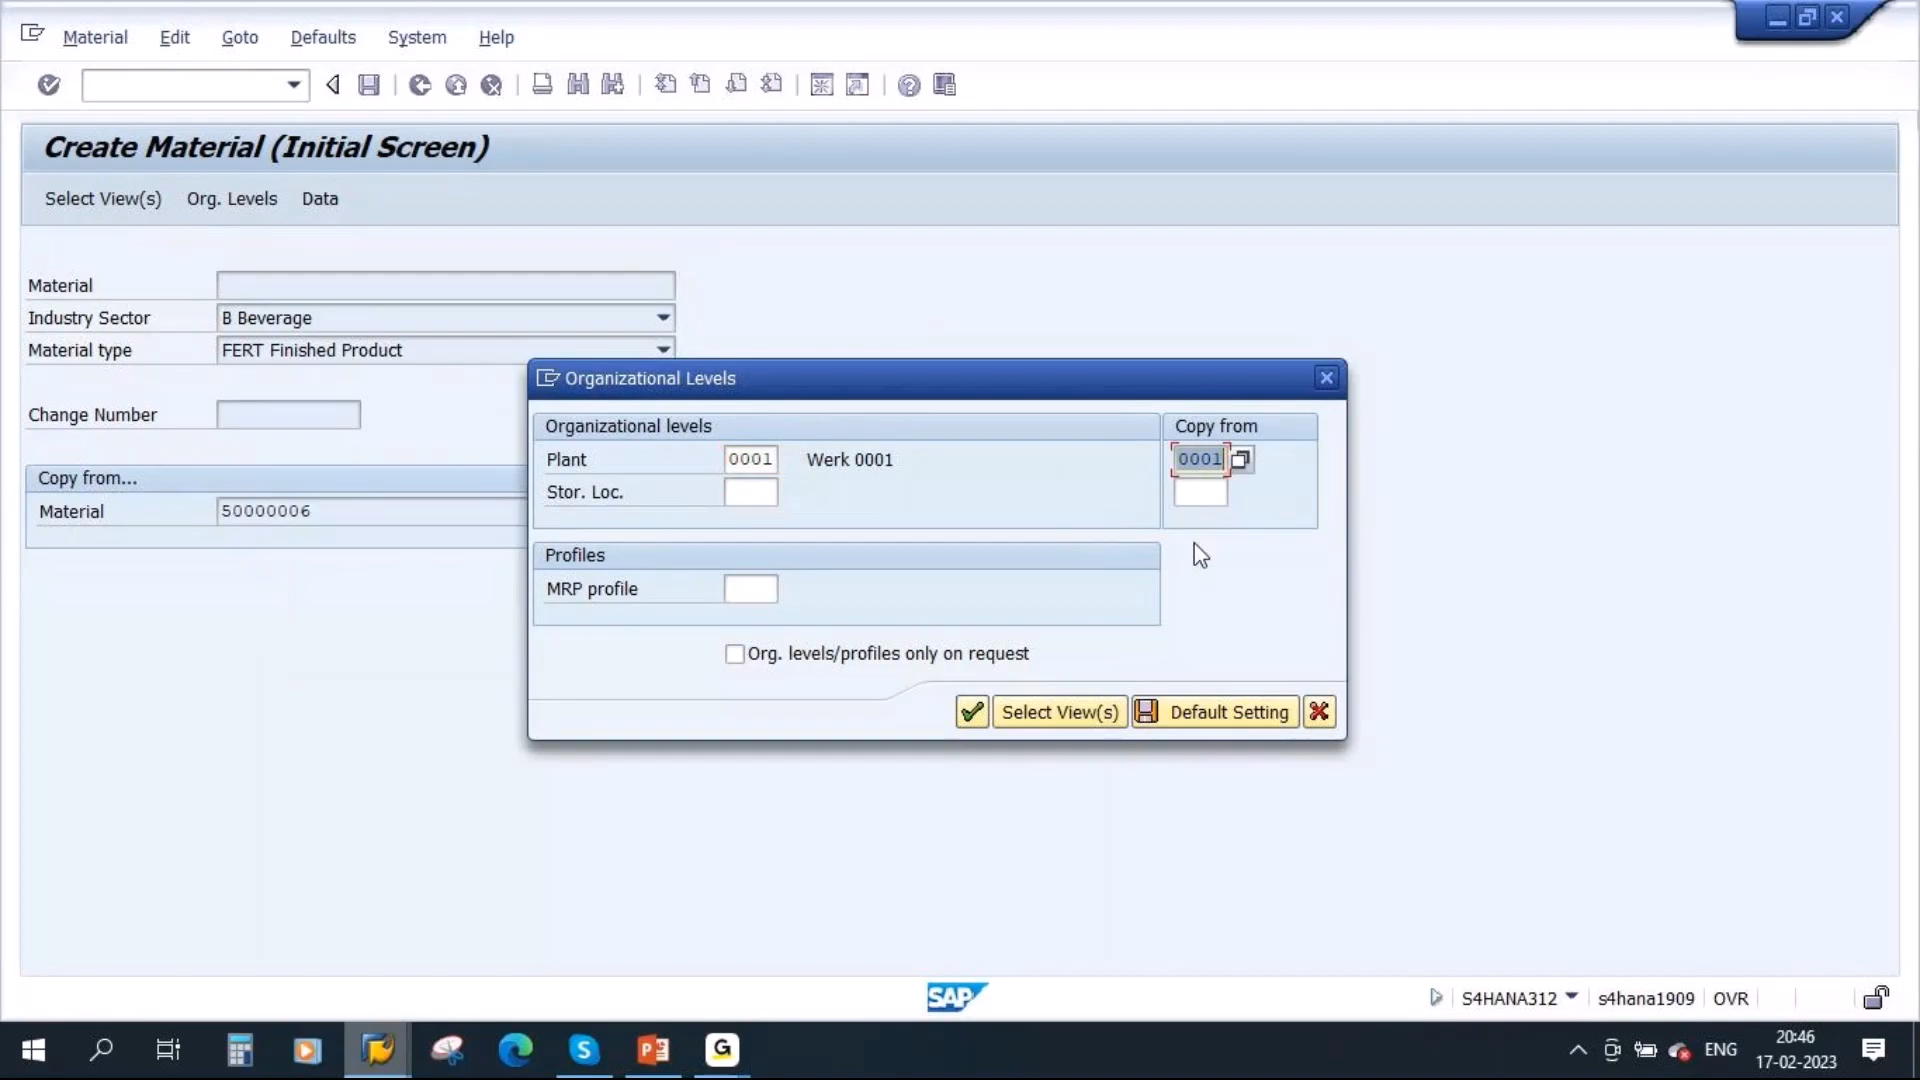 Material Edit Goto Defaults System Help
Create Material (Initial Screen)
Select View(s) Org. Levels Data
Material
Industry Sector B Beverage
Material type FERT Finished Product
Change Number
Copy from...
Material 50000006
Organizational Levels
Organizational levels Copy from
Plant 0001 Werk 0001 0001
Stor. Loc.
Profiles
MRP profile
Org. levels/profiles only on request
Select View(s) Default Setting
SAP S4HANA312 s4hana1909 OVR
S P G ENG 20:46
17-02-2023